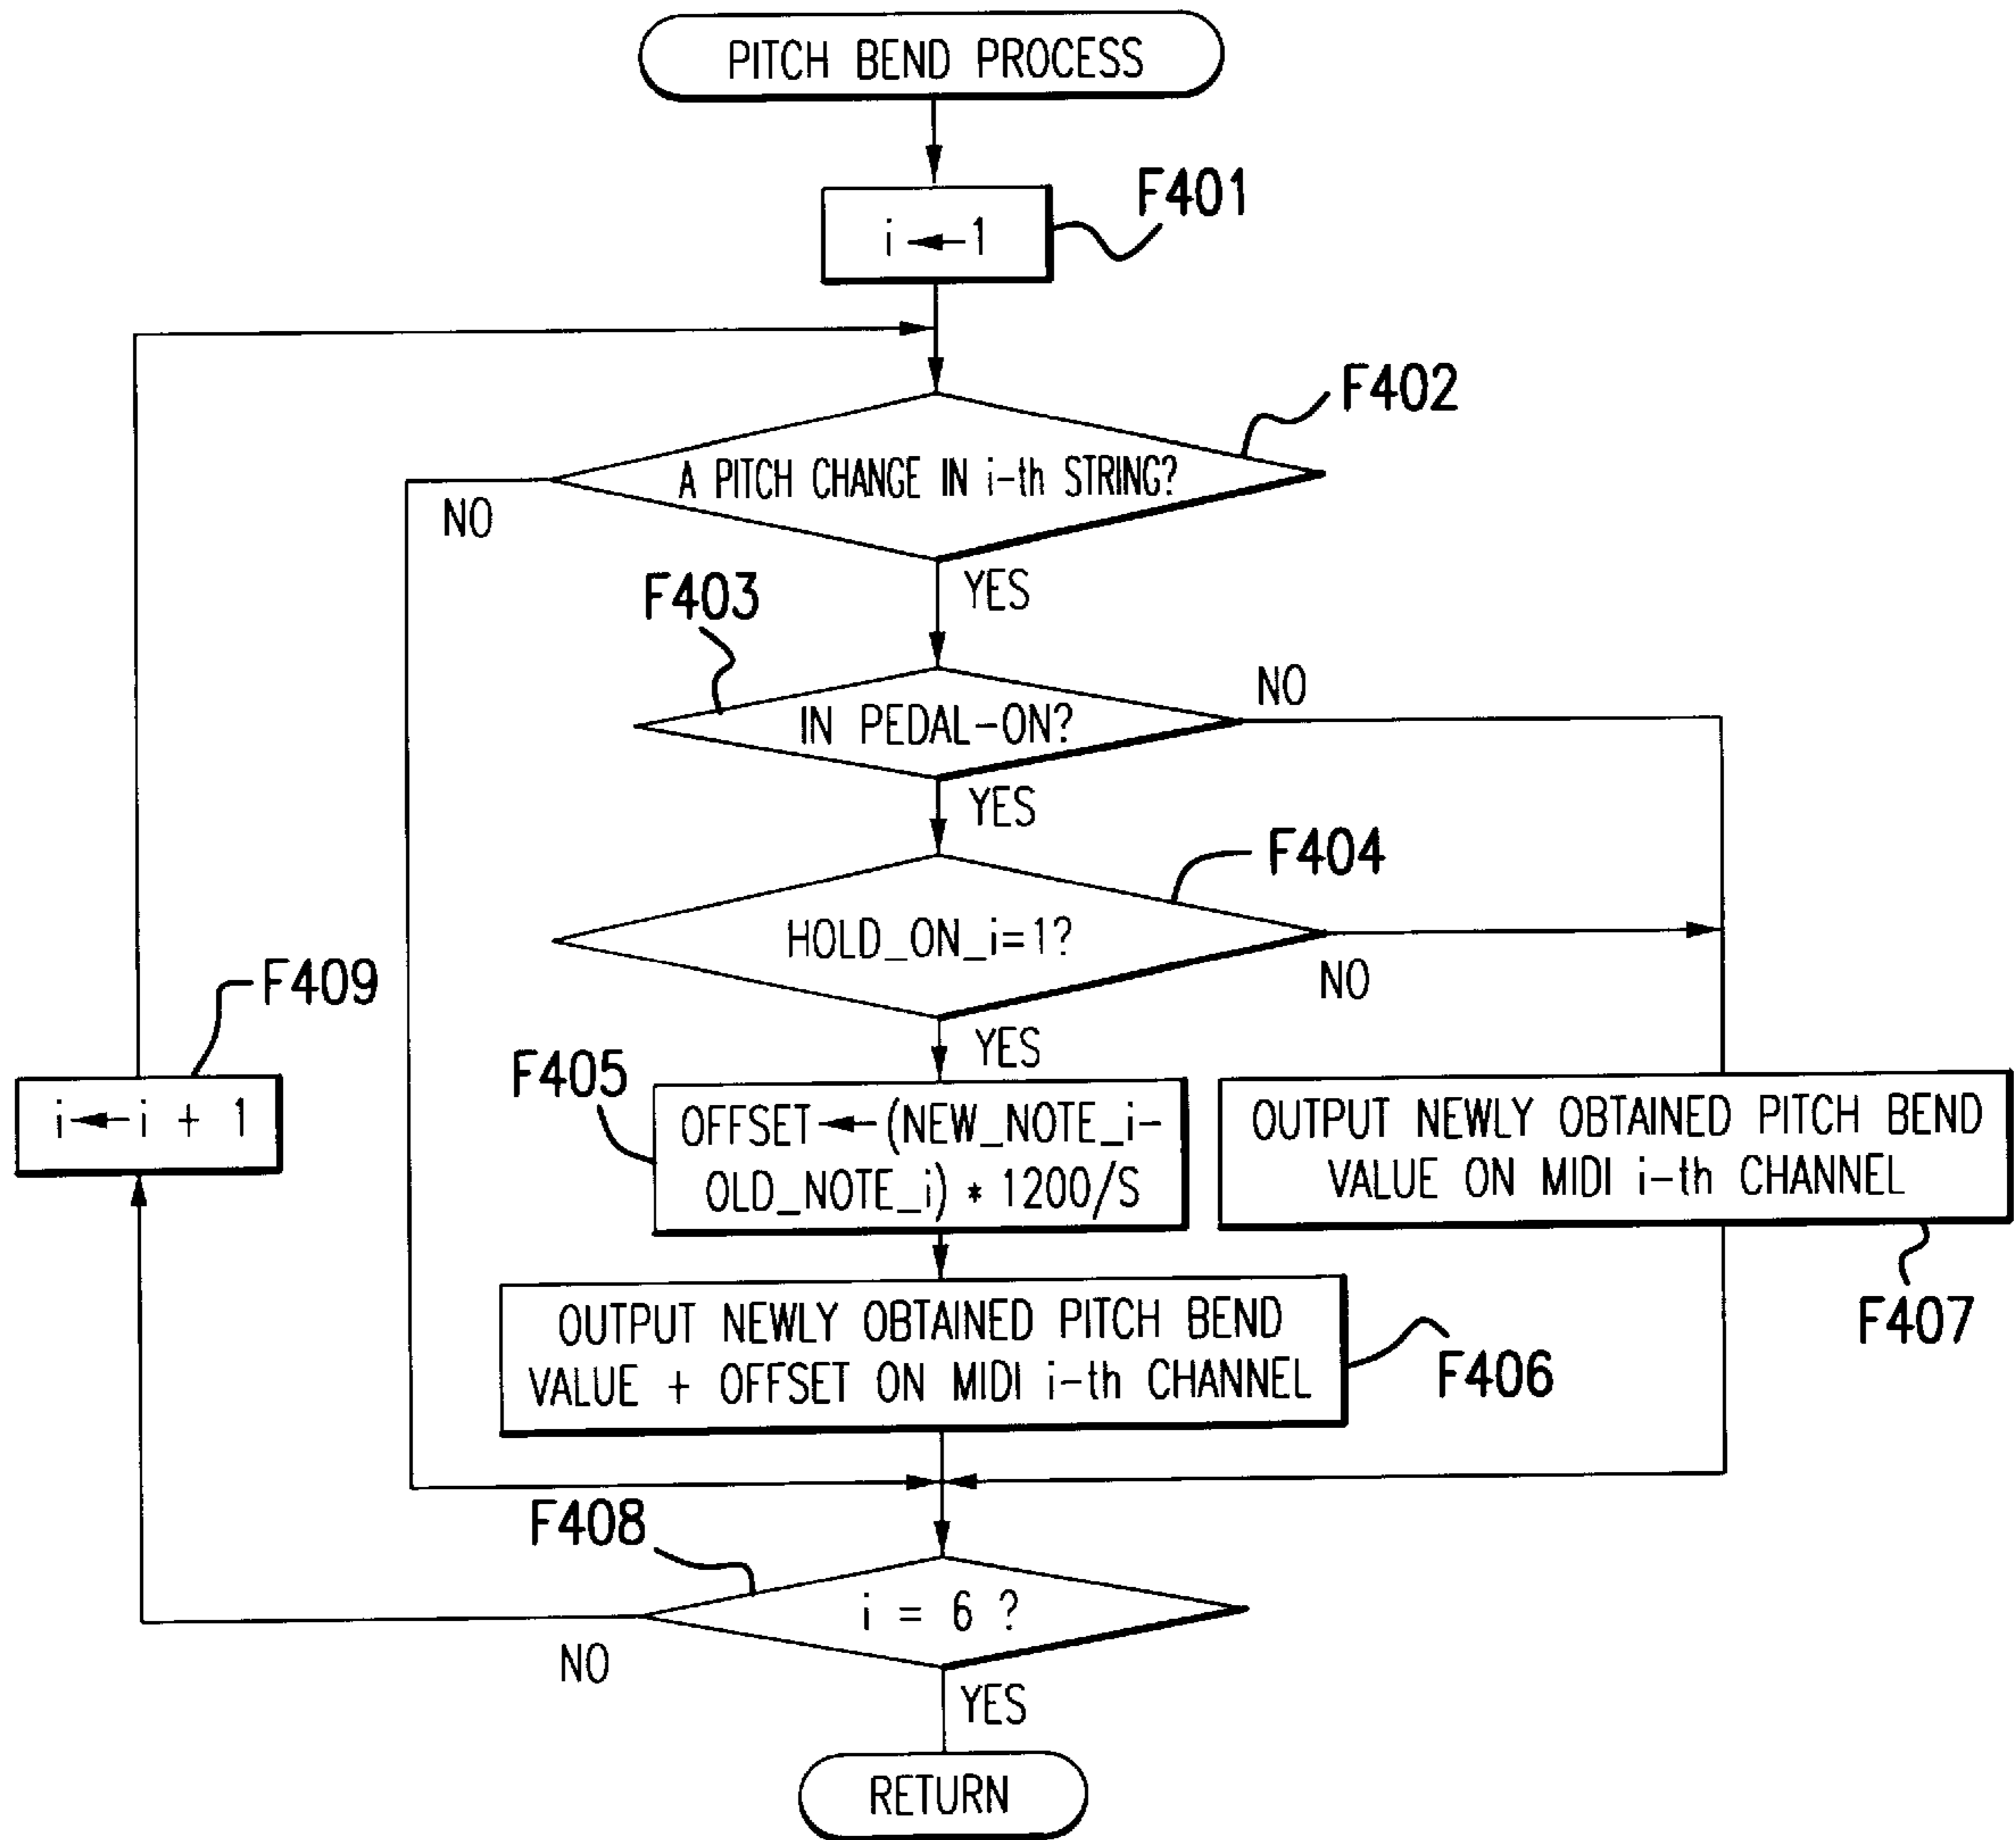 PITCH BEND PROCESS
F401
i ← 1
F402
A PITCH CHANGE IN i-th STRING?
NO
YES
F403
IN PEDAL-ON?
NO
YES
F404
HOLD_ON_i=1?
NO
YES
F409
i ← i + 1
F405
OFFSET ← (NEW_NOTE_i-
OLD_NOTE_i) * 1200/S
OUTPUT NEWLY OBTAINED PITCH BEND
VALUE ON MIDI i-th CHANNEL
F407
OUTPUT NEWLY OBTAINED PITCH BEND
VALUE + OFFSET ON MIDI i-th CHANNEL
F406
F408
i = 6 ?
NO
YES
RETURN